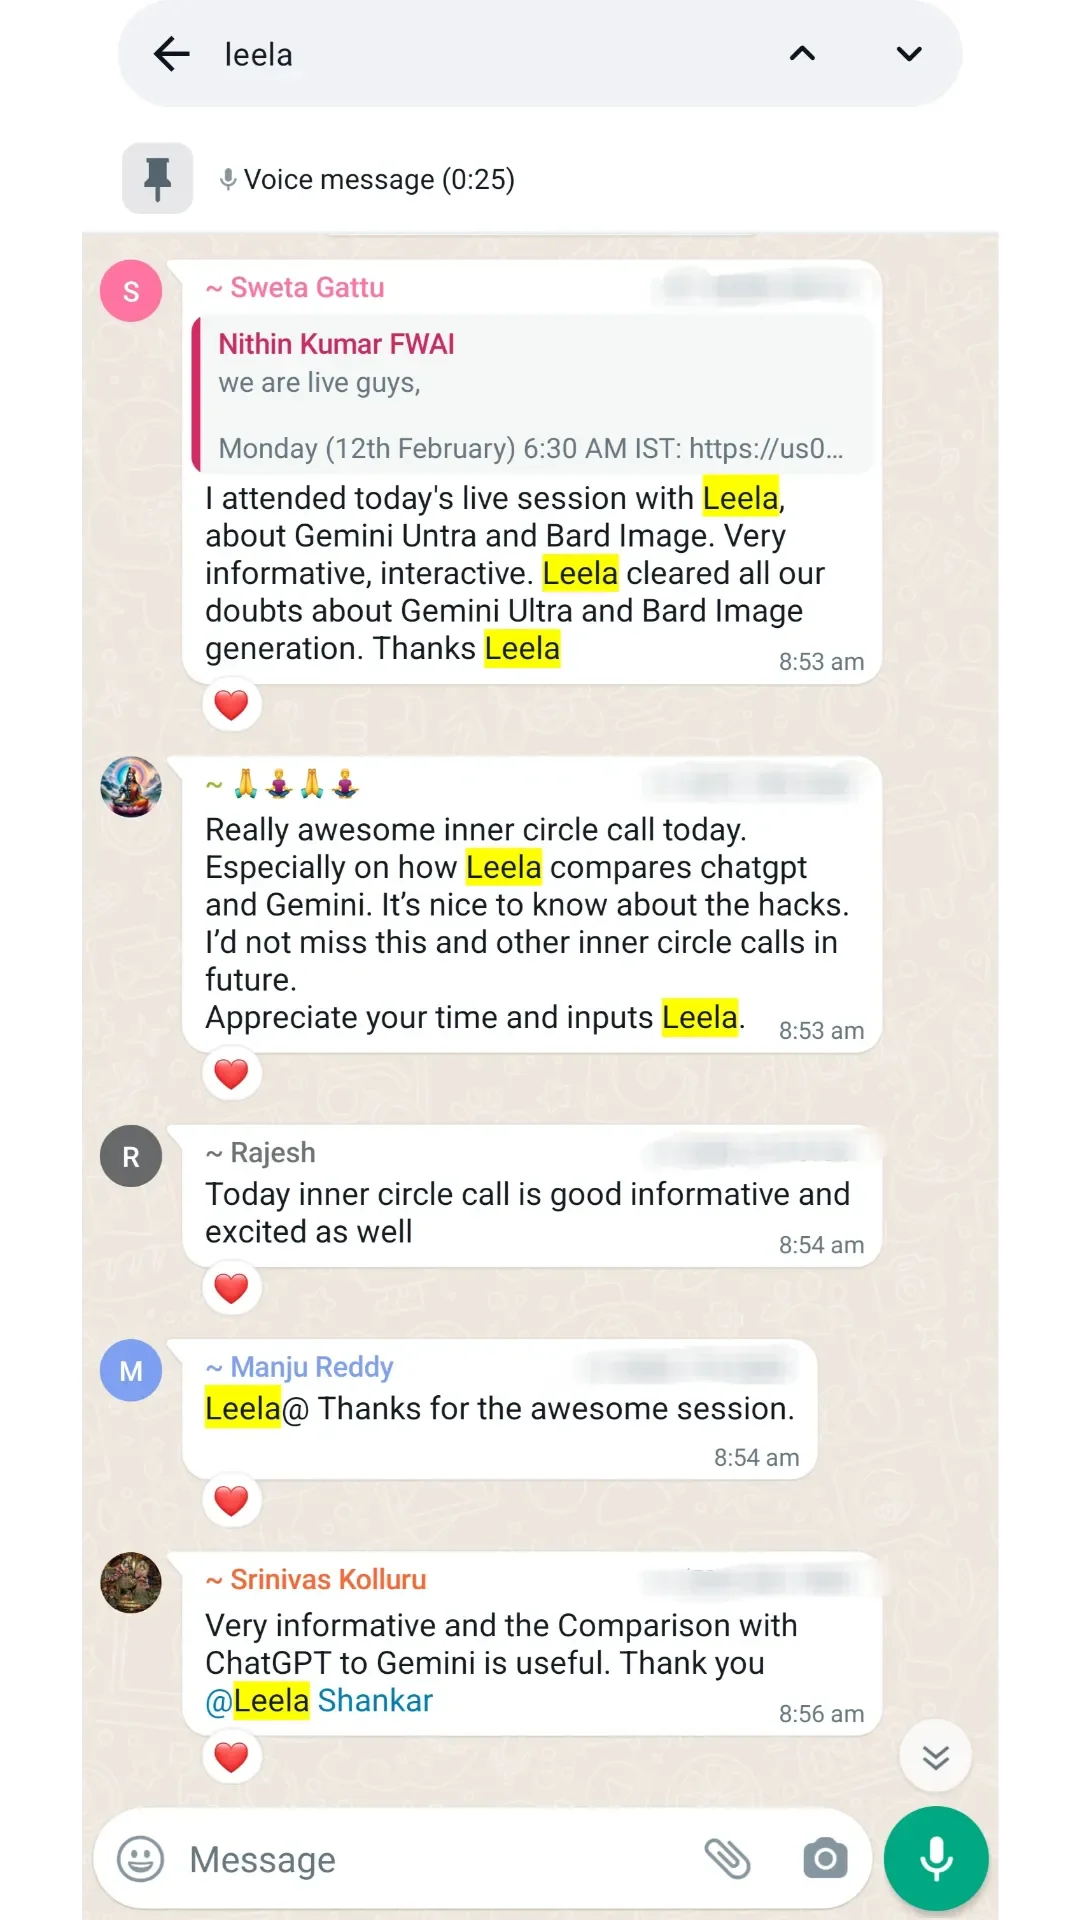 leela
Voice message (0:25)
S
~ Sweta Gattu
Nithin Kumar FWAI
we are live guys,
Monday (12th February) 6:30 AM IST: https://us0...
I attended today's live session with Leela,
about Gemini Untra and Bard Image. Very
informative, interactive. Leela cleared all our
doubts about Gemini Ultra and Bard Image
generation. Thanks Leela
8:53 am
❤️
~ 🙏🧘‍♂️🙏🧘‍♂️
Really awesome inner circle call today.
Especially on how Leela compares chatgpt
and Gemini. It’s nice to know about the hacks.
I’d not miss this and other inner circle calls in
future.
Appreciate your time and inputs Leela.
8:53 am
❤️
R
~ Rajesh
Today inner circle call is good informative and
excited as well
8:54 am
❤️
M
~ Manju Reddy
Leela@ Thanks for the awesome session.
8:54 am
❤️
~ Srinivas Kolluru
Very informative and the Comparison with
ChatGPT to Gemini is useful. Thank you
@Leela Shankar
8:56 am
❤️
Message